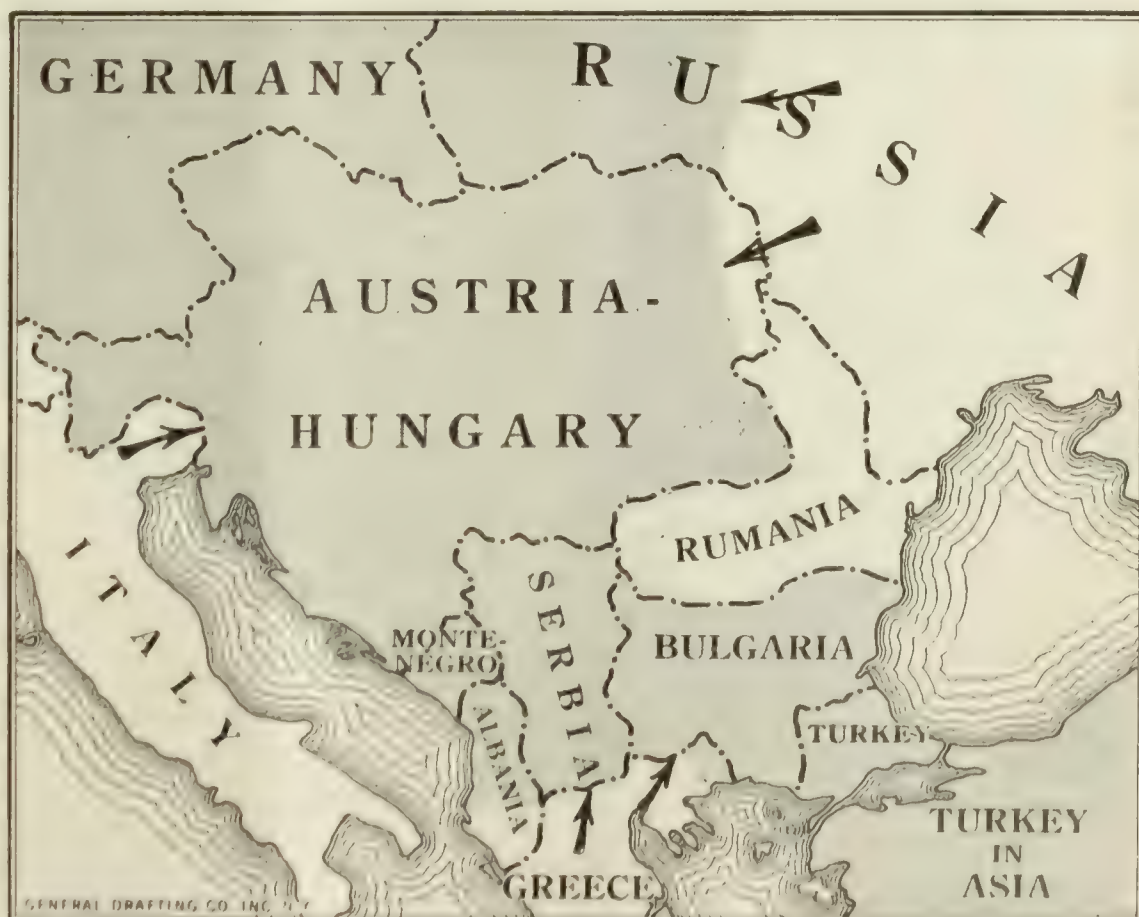 GERMANY
RUSSIA
AUSTRIA-
HUNGARY
ITALY
RUMANIA
SERBIA
MONTE-
NEGRO
BULGARIA
ALBANIA
TURKEY
GREECE
TURKEY
IN
ASIA
GENERAL DRAFTING CO. INC. N.Y.